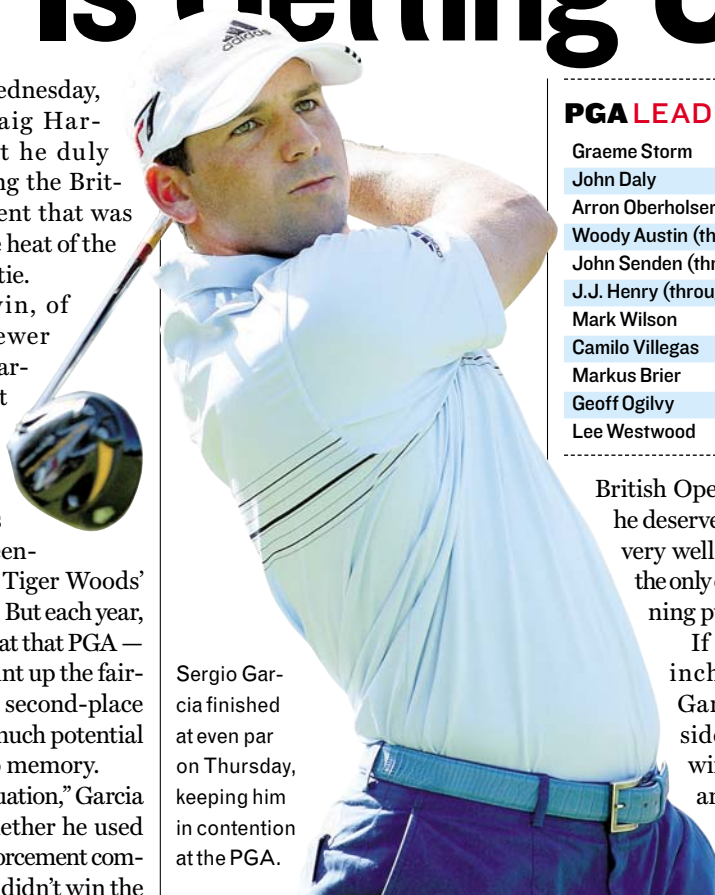 is Getting
adidas
ednesday,
aig Har-
t he duly
ng the Brit-
ent that was
e heat of the
tie.
vin, of
ewer
ar-
t
s
een-
Tiger Woods’
But each year,
at that PGA —
nt up the fair-
second-place
much potential
o memory.
uation,” Garcia
ether he used
orcement com-
didn’t win the
Sergio Gar-
cia finished
at even par
on Thursday,
keeping him
in contention
at the PGA.
PGA LEAD
Graeme Storm
John Daly
Arron Oberholser
Woody Austin (th
John Senden (thr
J.J. Henry (throu
Mark Wilson
Camilo Villegas
Markus Brier
Geoff Ogilvy
Lee Westwood
British Ope
he deserve
very well
the only
ning p
If
inch
Gar
side
wi
an